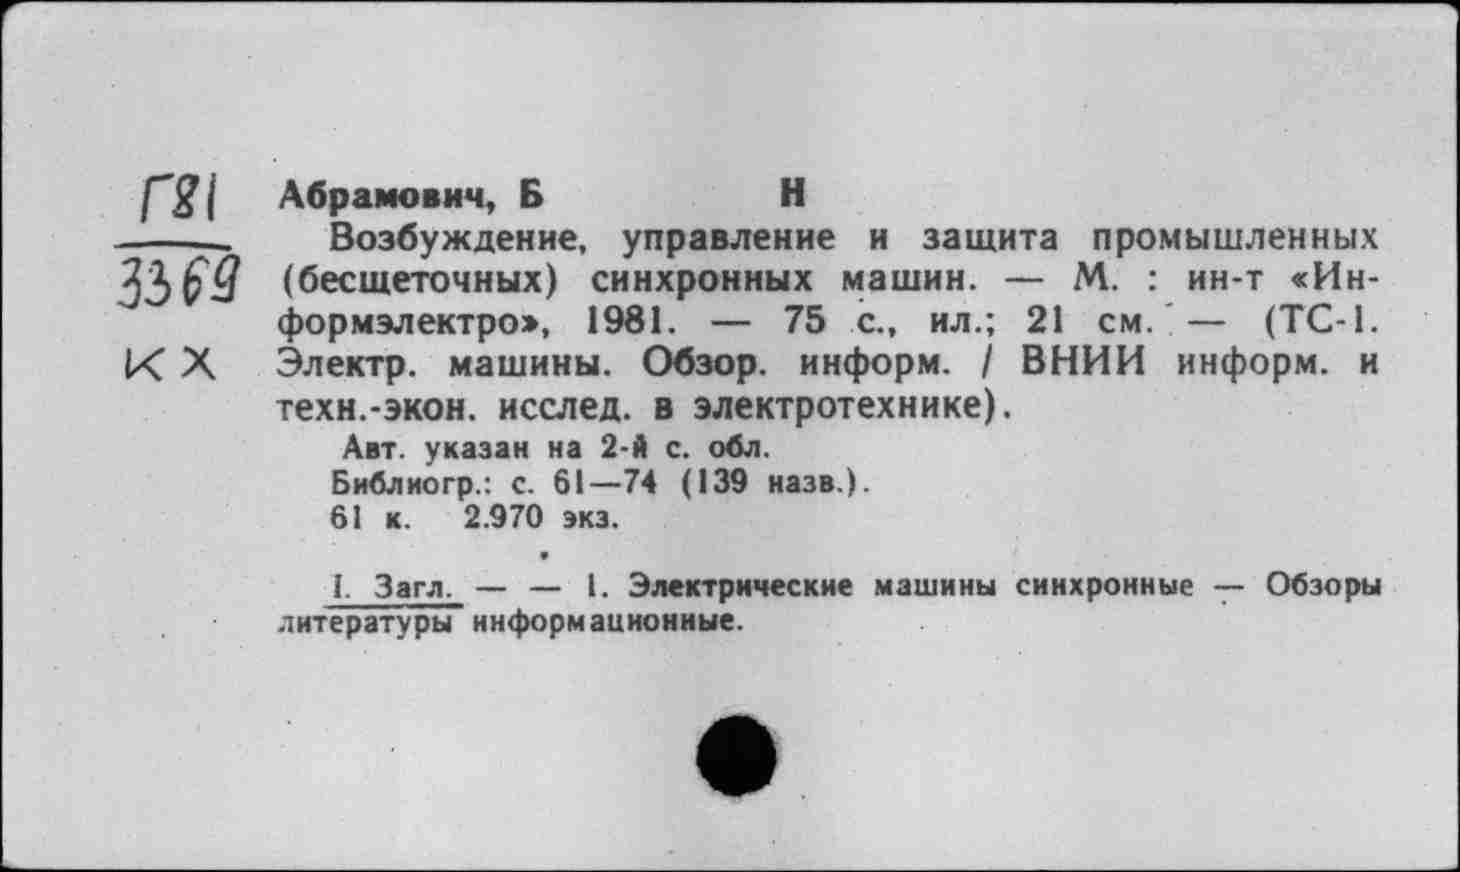 Г81
3369
КХ
Абрамович, Б Н
Возбуждение, управление и защита промышленных
(бесщеточных) синхронных машин. — М. : ин-т «Ин-
формэлектро», 1981. — 75 с., ил.; 21 см. — (ТС-1.
Электр. машины. Обзор. информ. / ВНИИ информ. и
техн.-экон. исслед. в электротехнике).
Авт. указан на 2-й с. обл.
Библиогр.: с. 61—74 (139 назв.).
61 к. 2.970 экз.
I. Загл. — — 1. Электрические машины синхронные — Обзоры
литературы информационные.